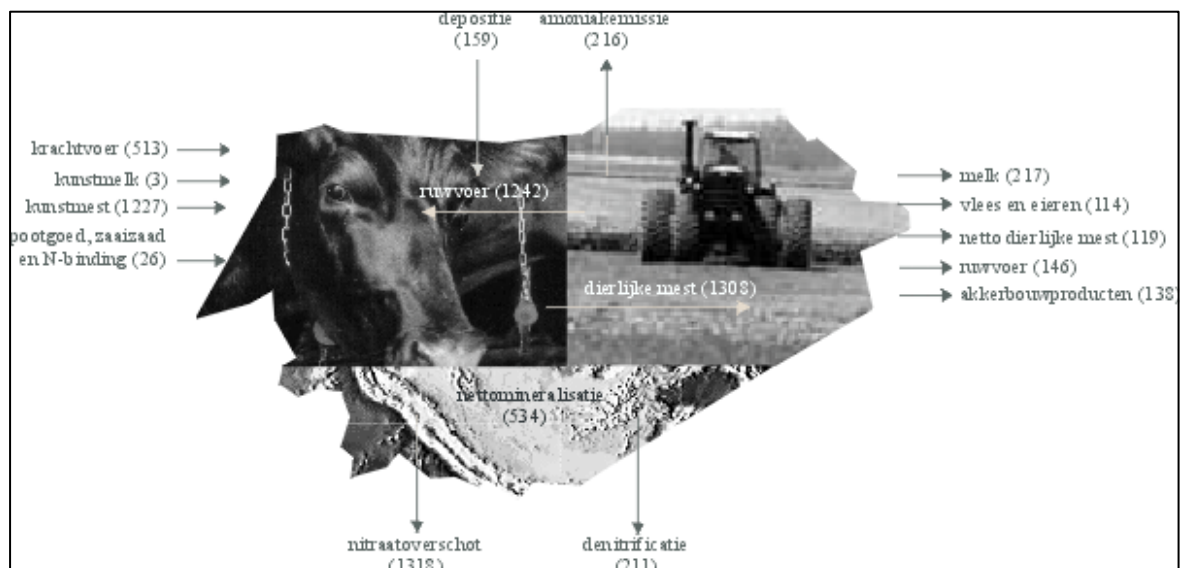 depositie
(159)
amoniakemissie
(216)
krachtvoer (513)
kunstmelk (3)
kunstmest (1227)
pootgoed, zaaizaad
en N-binding (26)
ruwvoer (1242)
dierlijke mest (1308)
melk (217)
vlees en eieren (114)
netto dierlijke mest (119)
ruwvoer (146)
akkerbouwproducten (138)
nettomineralisatie
(534)
nitraatoverschot
(1318)
denitrificatie
(211)